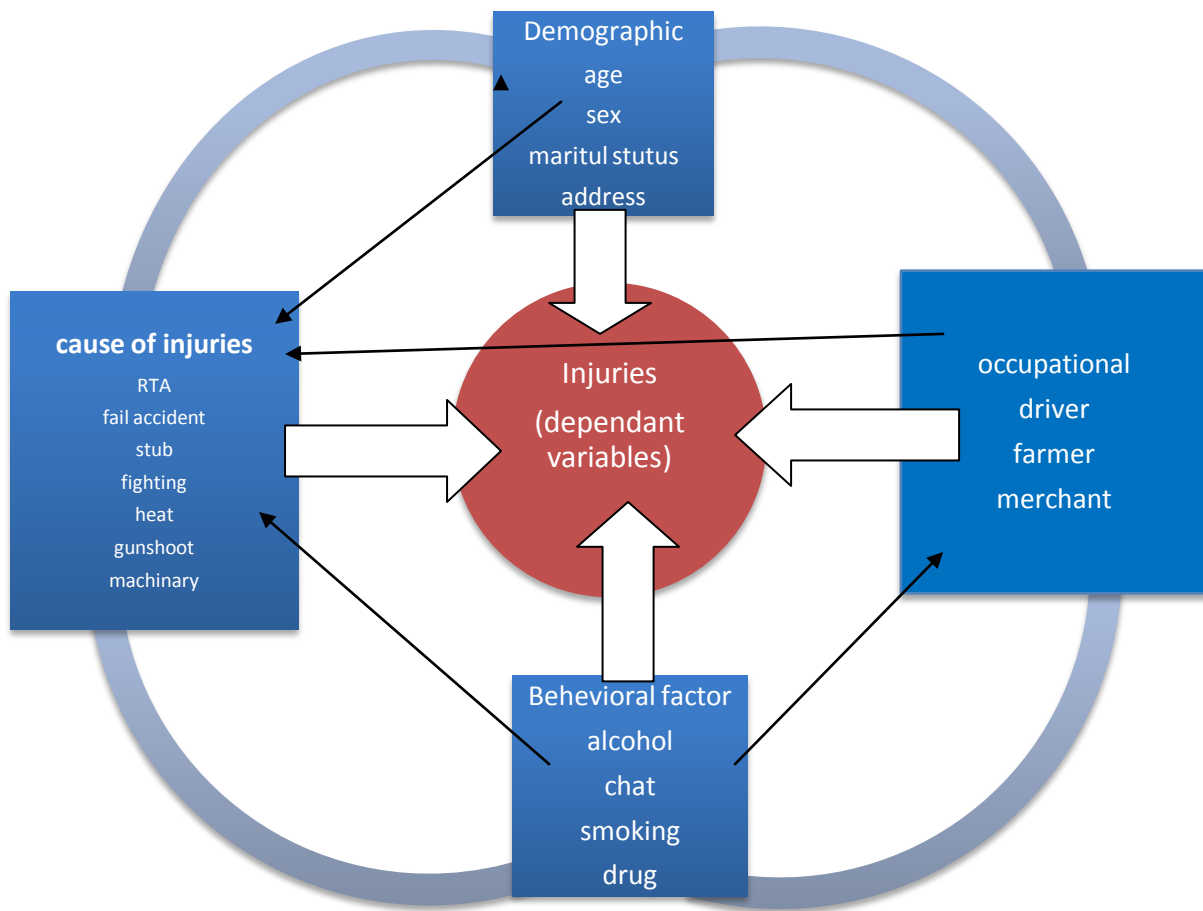 Demographic
age
sex
maritul stutus
address
cause of injuries
RTA
fail accident
stub
fighting
heat
gunshoot
machinary
Injuries
(dependant
variables)
occupational
driver
farmer
merchant
Behevioral factor
alcohol
chat
smoking
drug